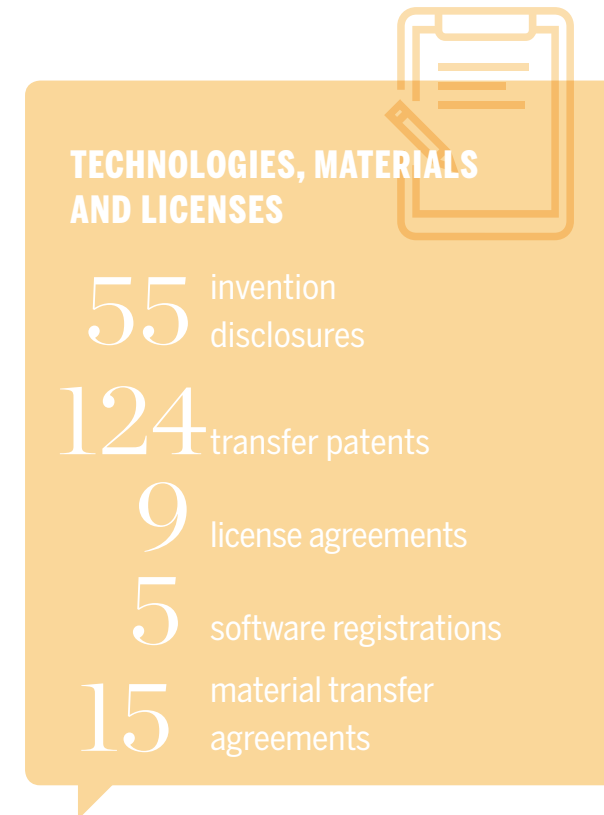 TECHNOLOGIES, MATERIALS
AND LICENSES
55 invention
disclosures
124 transfer patents
9 license agreements
5 software registrations
15 material transfer
agreements